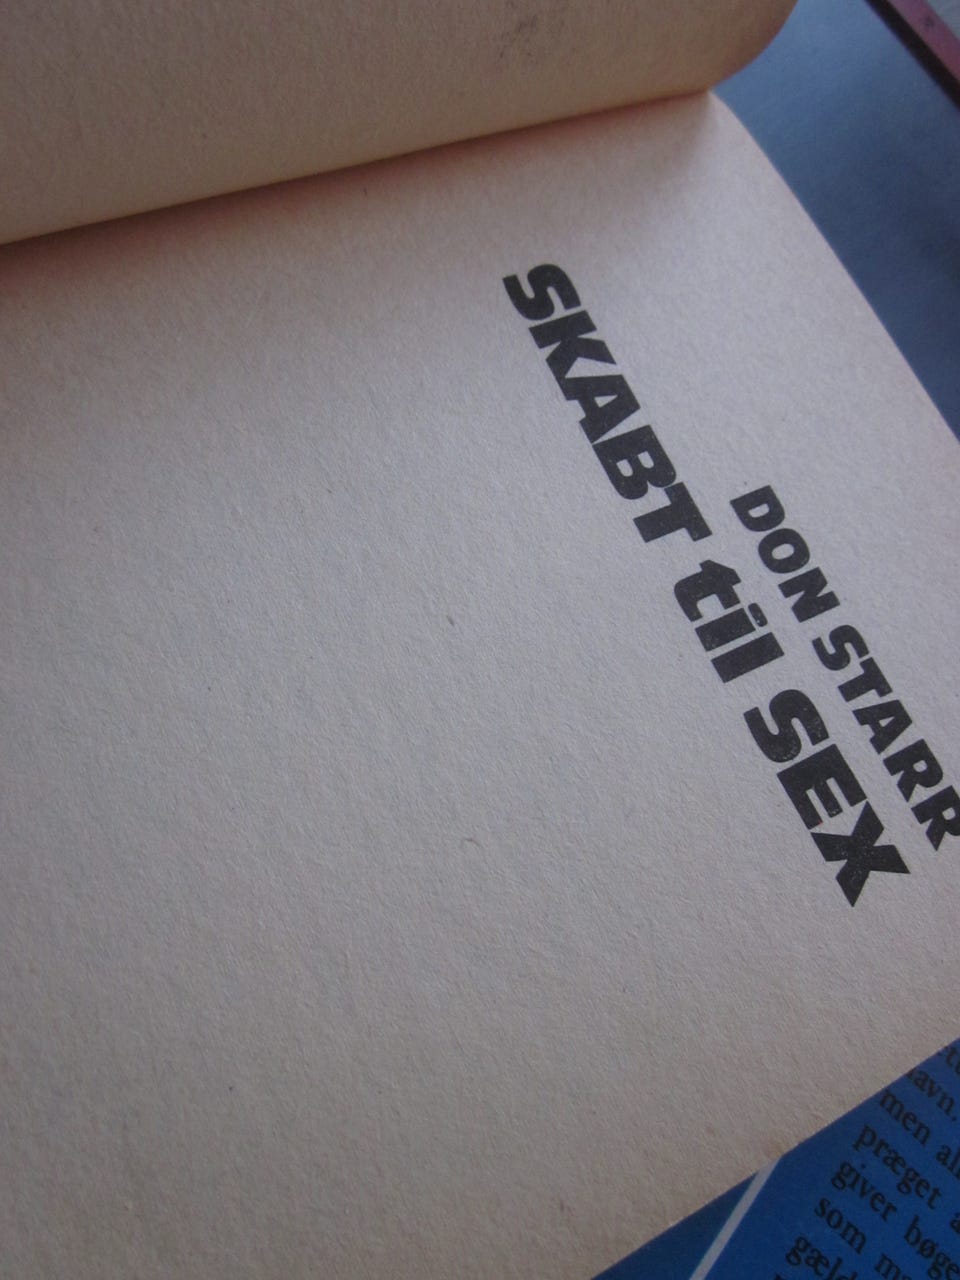 DON STARR
SKABT til SEX
men
præget
giver
som